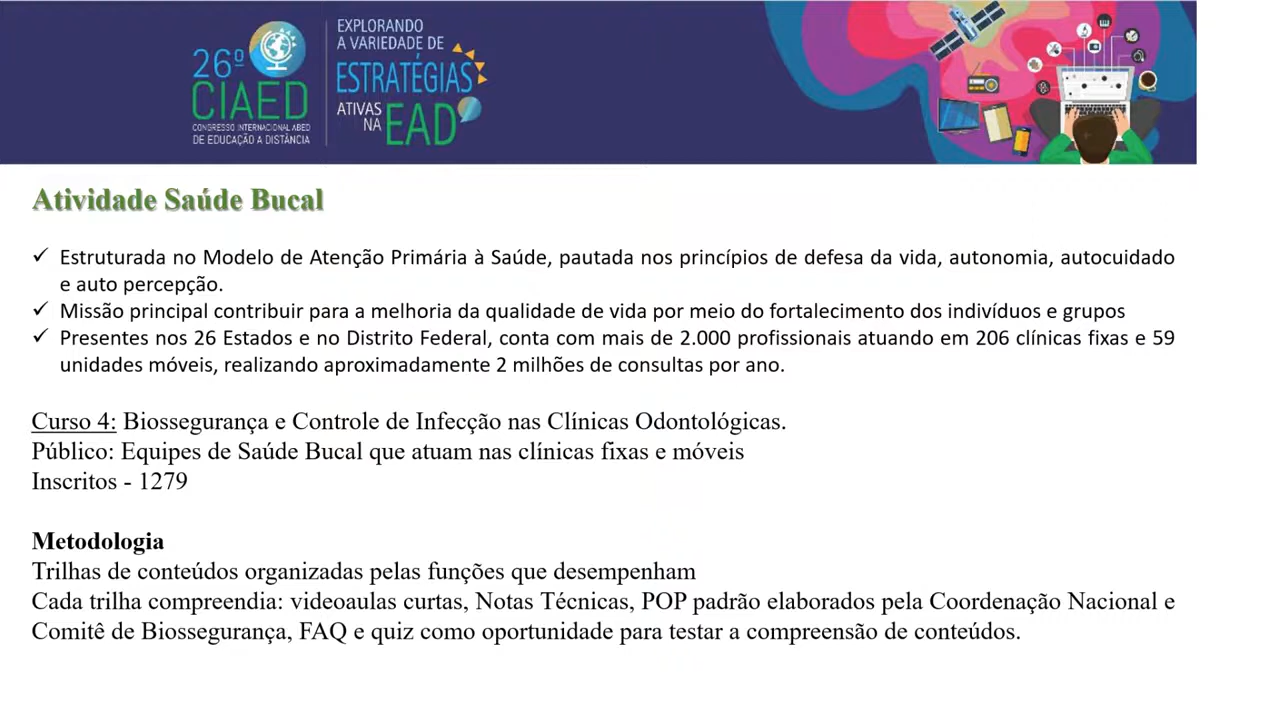 26º
CIAED
CONGRESSO INTERNACIONAL ABED
DE EDUCAÇÃO A DISTÂNCIA
EXPLORANDO
A VARIEDADE DE
ESTRATÉGIAS
ATIVAS
NA EAD
Atividade Saúde Bucal
✓ Estruturada no Modelo de Atenção Primária à Saúde, pautada nos princípios de defesa da vida, autonomia, autocuidado
e auto percepção.
✓ Missão principal contribuir para a melhoria da qualidade de vida por meio do fortalecimento dos indivíduos e grupos
✓ Presentes nos 26 Estados e no Distrito Federal, conta com mais de 2.000 profissionais atuando em 206 clínicas fixas e 59
unidades móveis, realizando aproximadamente 2 milhões de consultas por ano.
Curso 4: Biossegurança e Controle de Infecção nas Clínicas Odontológicas.
Público: Equipes de Saúde Bucal que atuam nas clínicas fixas e móveis
Inscritos - 1279
Metodologia
Trilhas de conteúdos organizadas pelas funções que desempenham
Cada trilha compreendia: videoaulas curtas, Notas Técnicas, POP padrão elaborados pela Coordenação Nacional e
Comitê de Biossegurança, FAQ e quiz como oportunidade para testar a compreensão de conteúdos.